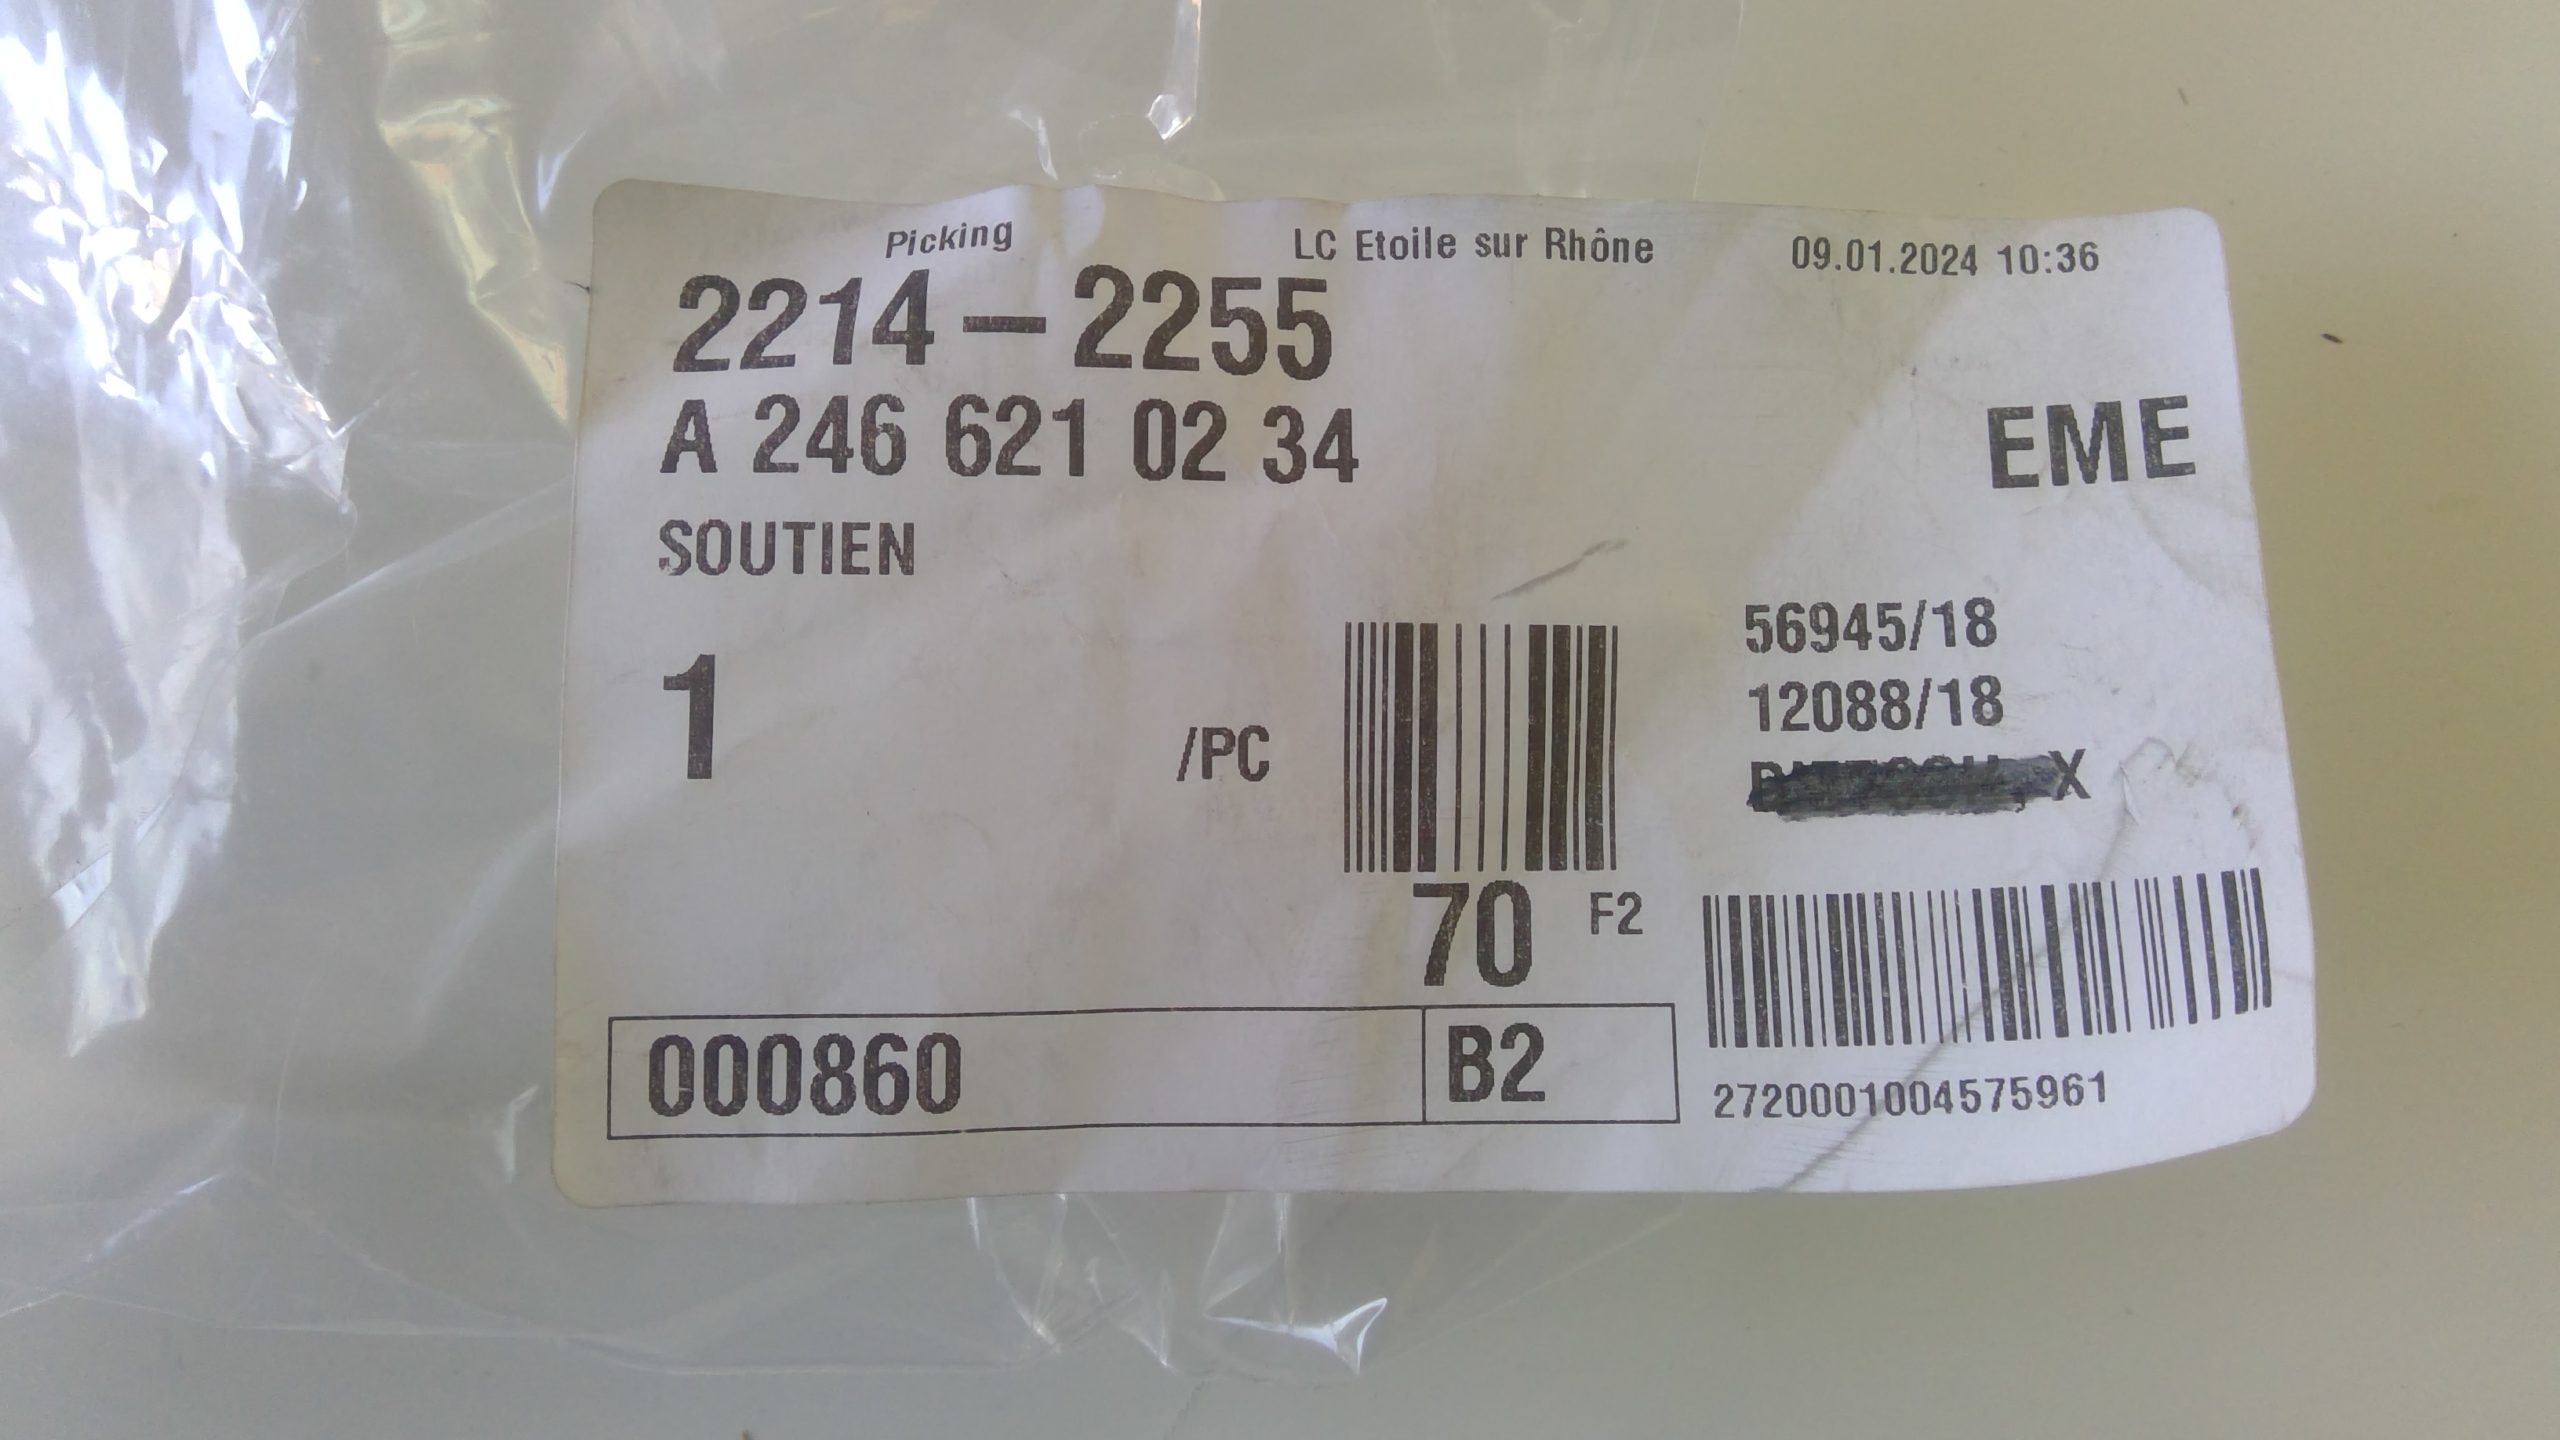 Picking LC Etoile sur Rhône 09.01.2024 10:36
2214-2255
A 246 621 02 34
EME
SOUTIEN
56945/18
1 /PC
12088/18
X
70 F2
000860 B2
2720001004575961